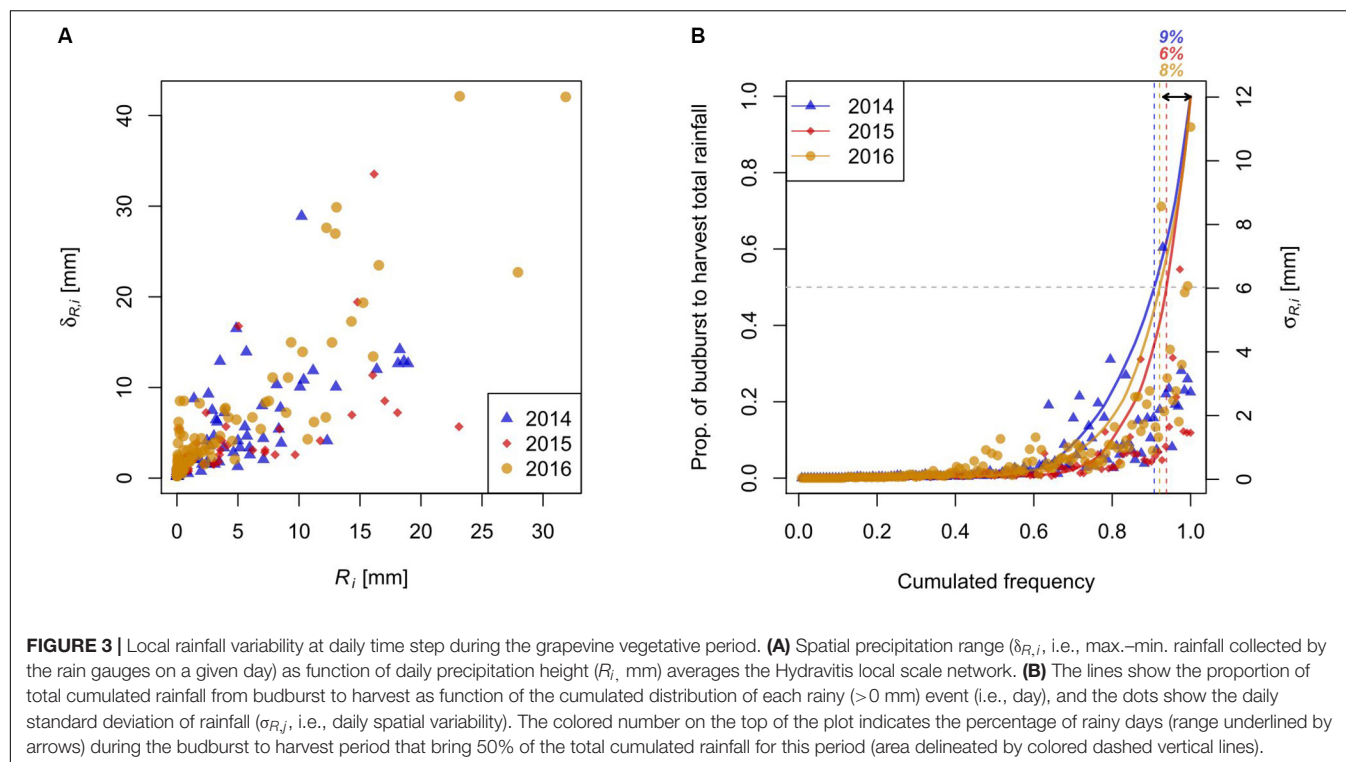 A
δR,i [mm]
40
30
20
10
0
2014
2015
2016
0 5 10 15 20 25 30
Ri [mm]
B
9%
6%
8%
Prop. of budburst to harvest total rainfall
1.0
0.8
0.6
0.4
0.2
0.0
2014
2015
2016
12
10
8
6
4
2
0
σR,i [mm]
0.0 0.2 0.4 0.6 0.8 1.0
Cumulated frequency
FIGURE 3 | Local rainfall variability at daily time step during the grapevine vegetative period. (A) Spatial precipitation range (δR,i, i.e., max.–min. rainfall collected by
the rain gauges on a given day) as function of daily precipitation height (Ri, mm) averages the Hydravitis local scale network. (B) The lines show the proportion of
total cumulated rainfall from budburst to harvest as function of the cumulated distribution of each rainy (>0 mm) event (i.e., day), and the dots show the daily
standard deviation of rainfall (σR,j, i.e., daily spatial variability). The colored number on the top of the plot indicates the percentage of rainy days (range underlined by
arrows) during the budburst to harvest period that bring 50% of the total cumulated rainfall for this period (area delineated by colored dashed vertical lines).